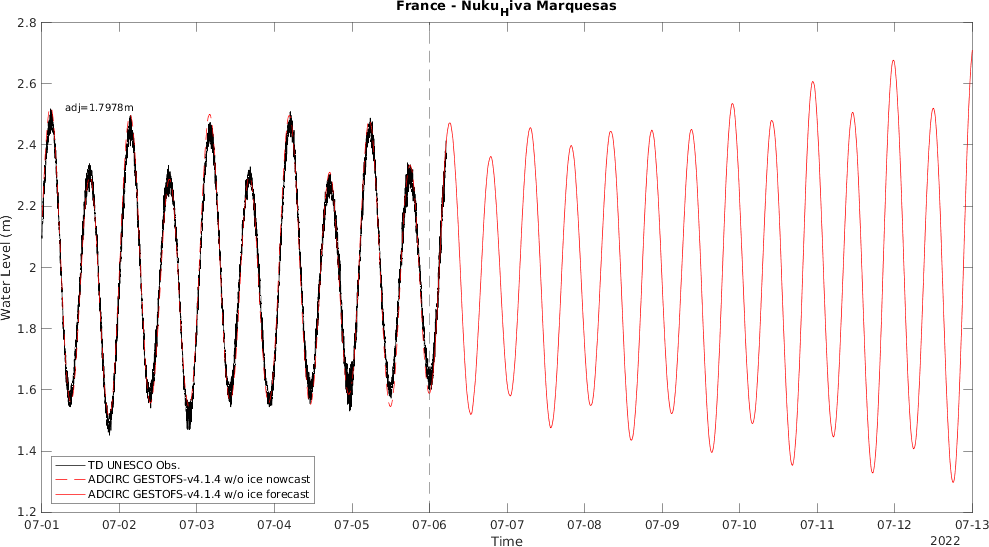 France - Nuku_Hiva Marquesas
2.8
2.6
2.4
2.2
2
1.8
1.6
1.4
1.2
Water Level (m)
adj=1.7978m
TD UNESCO Obs.
ADCIRC GESTOFS-v4.1.4 w/o ice nowcast
ADCIRC GESTOFS-v4.1.4 w/o ice forecast
07-01 07-02 07-03 07-04 07-05 07-06 07-07 07-08 07-09 07-10 07-11 07-12 07-13
Time
2022